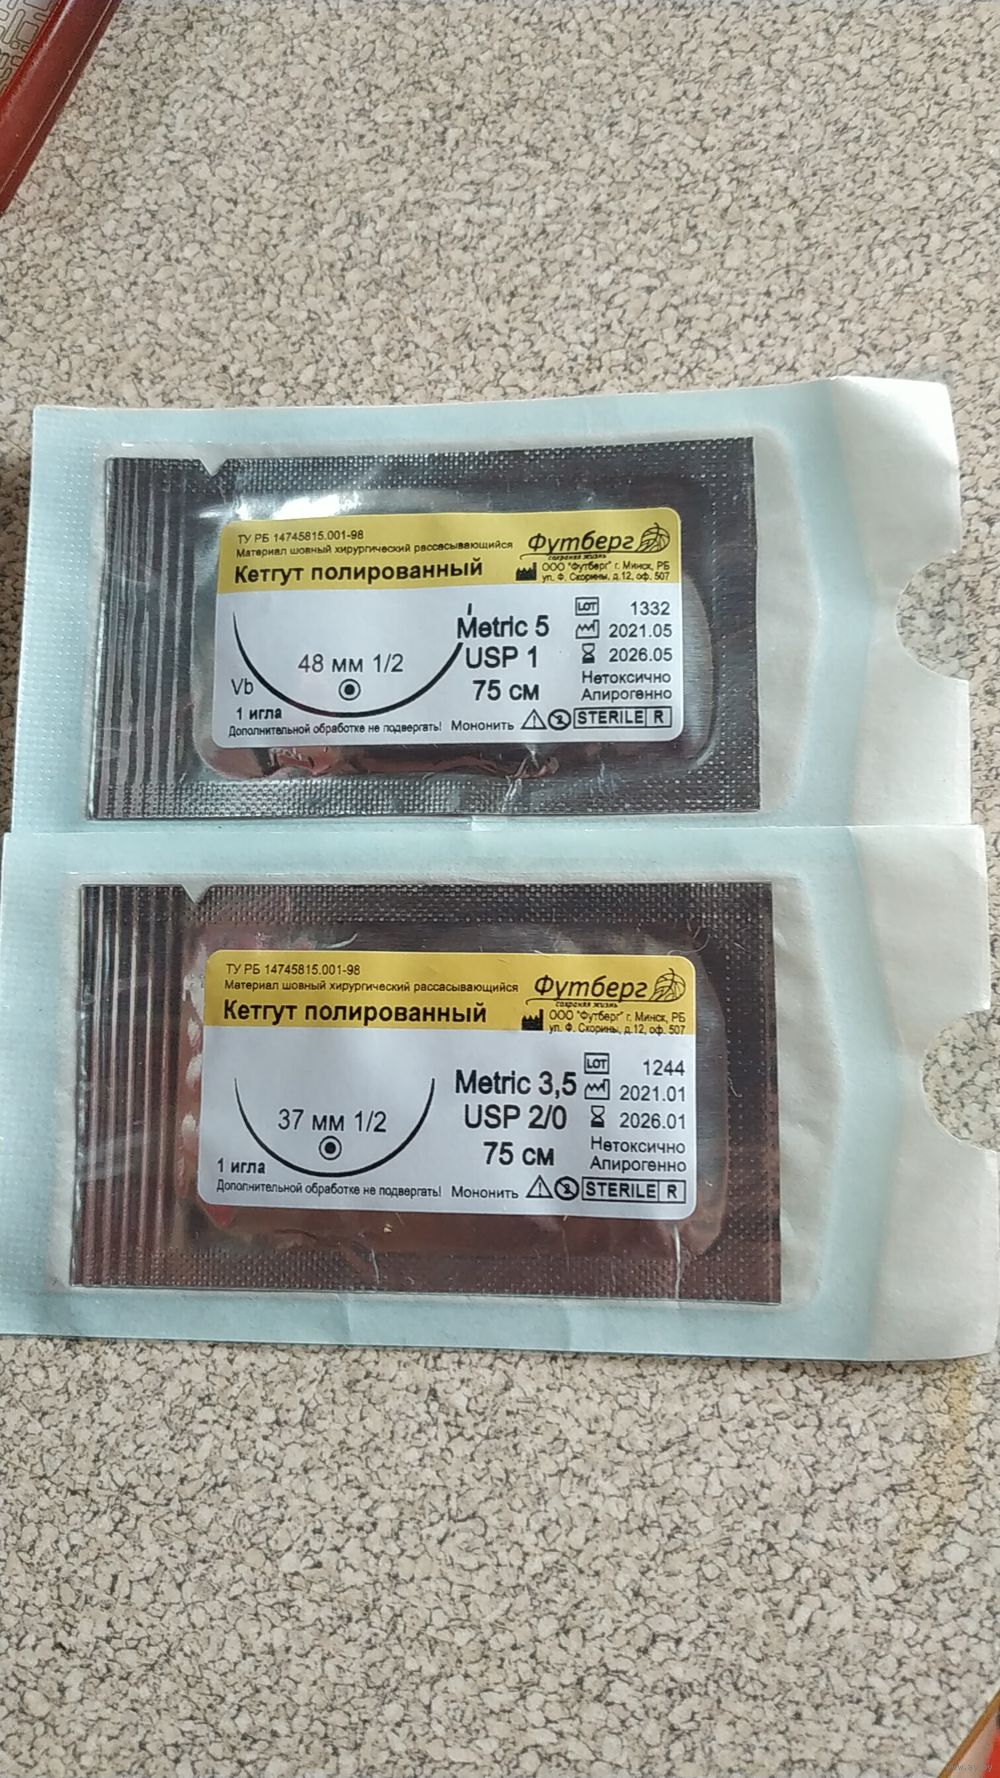 ТУ РБ 14745815.001-98
Материал шовный хирургический рассасывающийся
Кетгут полированный
Футберг
сохраняя жизнь
ООО "Футберг" г. Минск, РБ
ул. Ф. Скорины, д.12, оф. 507
48 мм 1/2
Vb
1 игла
Metric 5
USP 1
75 см
LOT 1332
2021.05
2026.05
Нетоксично
Апирогенно
Дополнительной обработке не подвергать! Мононить 2 STERILE R
ТУ РБ 14745815.001-98
Материал шовный хирургический рассасывающийся
Кетгут полированный
Футберг
сохраняя жизнь
ООО "Футберг" г. Минск, РБ
ул. Ф. Скорины, д.12, оф. 507
37 мм 1/2
1 игла
Metric 3,5
USP 2/0
75 см
LOT 1244
2021.01
2026.01
Нетоксично
Апирогенно
Дополнительной обработке не подвергать! Мононить 2 STERILE R
www.ay.by